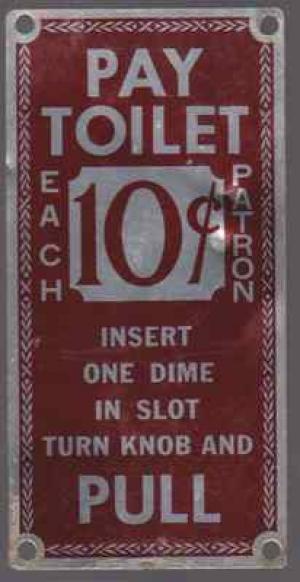 PAY
TOILET
EACH
10¢
PATRON
INSERT
ONE DIME
IN SLOT
TURN KNOB AND
PULL